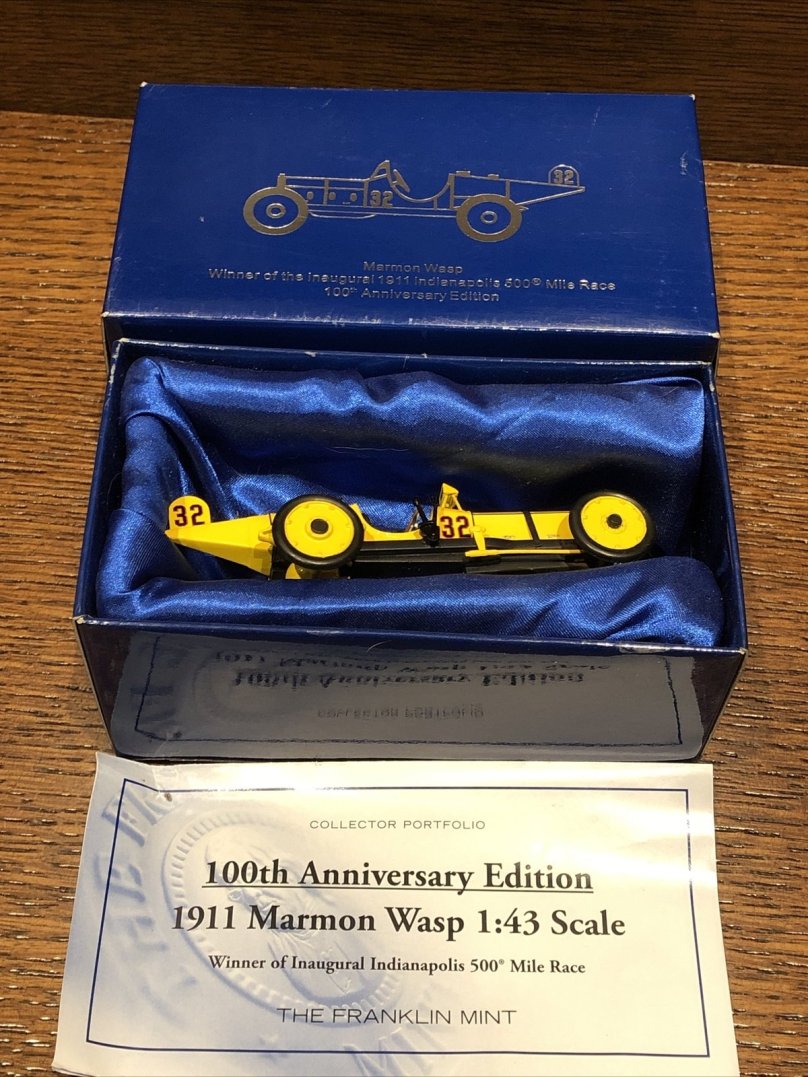 32
32
Marmon Wasp
Winner of the Inaugural 1911 Indianapolis 500® Mile Race
100th Anniversary Edition
32
32
COLLECTOR PORTFOLIO
100th Anniversary Edition
1911 Marmon Wasp 1:43 Scale
Winner of Inaugural Indianapolis 500® Mile Race
THE FRANKLIN MINT